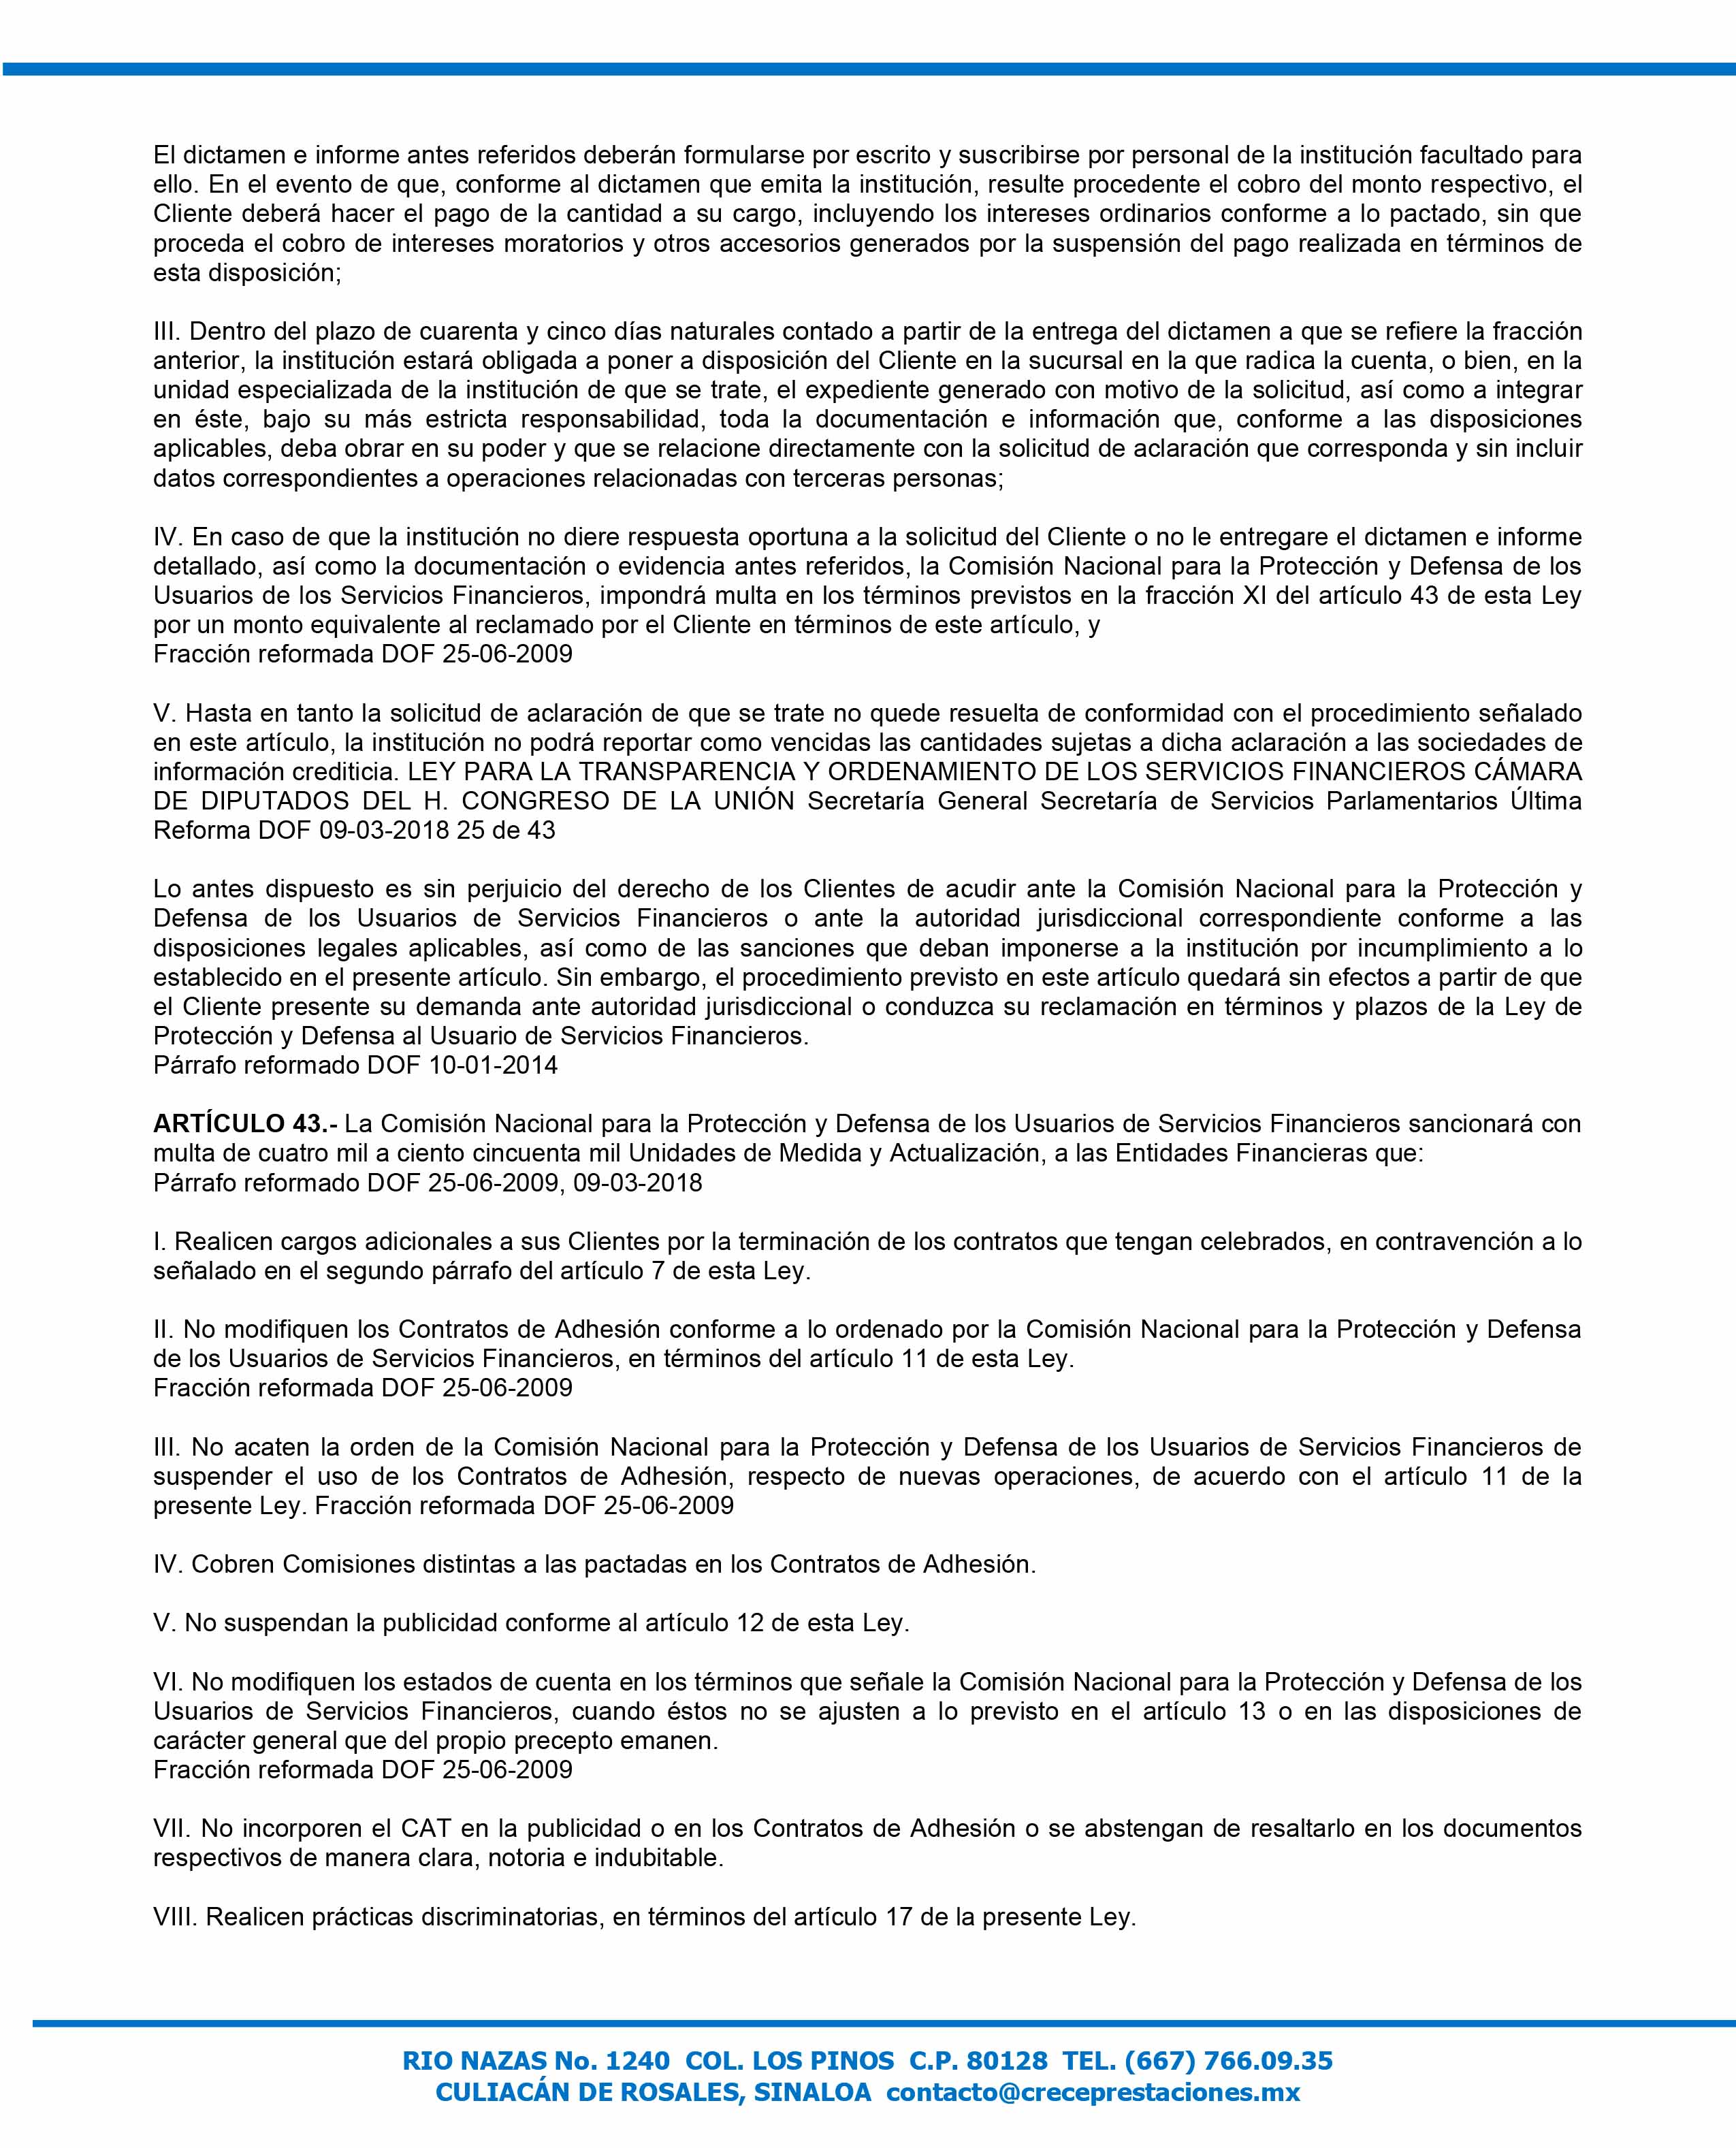 El dictamen e informe antes referidos deberán formularse por escrito y suscribirse por personal de la institución facultado para
ello. En el evento de que, conforme al dictamen que emita la institución, resulte procedente el cobro del monto respectivo, el
Cliente deberá hacer el pago de la cantidad a su cargo, incluyendo los intereses ordinarios conforme a lo pactado, sin que
proceda el cobro de intereses moratorios y otros accesorios generados por la suspensión del pago realizada en términos de
esta disposición;
III. Dentro del plazo de cuarenta y cinco días naturales contado a partir de la entrega del dictamen a que se refiere la fracción
anterior, la institución estará obligada a poner a disposición del Cliente en la sucursal en la que radica la cuenta, o bien, en la
unidad especializada de la institución de que se trate, el expediente generado con motivo de la solicitud, así como a integrar
en éste, bajo su más estricta responsabilidad, toda la documentación e información que, conforme a las disposiciones
aplicables, deba obrar en su poder y que se relacione directamente con la solicitud de aclaración que corresponda y sin incluir
datos correspondientes a operaciones relacionadas con terceras personas;
IV. En caso de que la institución no diere respuesta oportuna a la solicitud del Cliente o no le entregare el dictamen e informe
detallado, así como la documentación o evidencia antes referidos, la Comisión Nacional para la Protección y Defensa de los
Usuarios de los Servicios Financieros, impondrá multa en los términos previstos en la fracción XI del artículo 43 de esta Ley
por un monto equivalente al reclamado por el Cliente en términos de este artículo, y
Fracción reformada DOF 25-06-2009
V. Hasta en tanto la solicitud de aclaración de que se trate no quede resuelta de conformidad con el procedimiento señalado
en este artículo, la institución no podrá reportar como vencidas las cantidades sujetas a dicha aclaración a las sociedades de
información crediticia. LEY PARA LA TRANSPARENCIA Y ORDENAMIENTO DE LOS SERVICIOS FINANCIEROS CÁMARA
DE DIPUTADOS DEL H. CONGRESO DE LA UNIÓN Secretaría General Secretaría de Servicios Parlamentarios Última
Reforma DOF 09-03-2018 25 de 43
Lo antes dispuesto es sin perjuicio del derecho de los Clientes de acudir ante la Comisión Nacional para la Protección y
Defensa de los Usuarios de Servicios Financieros o ante la autoridad jurisdiccional correspondiente conforme a las
disposiciones legales aplicables, así como de las sanciones que deban imponerse a la institución por incumplimiento a lo
establecido en el presente artículo. Sin embargo, el procedimiento previsto en este artículo quedará sin efectos a partir de que
el Cliente presente su demanda ante autoridad jurisdiccional o conduzca su reclamación en términos y plazos de la Ley de
Protección y Defensa al Usuario de Servicios Financieros.
Párrafo reformado DOF 10-01-2014
ARTÍCULO 43.- La Comisión Nacional para la Protección y Defensa de los Usuarios de Servicios Financieros sancionará con
multa de cuatro mil a ciento cincuenta mil Unidades de Medida y Actualización, a las Entidades Financieras que:
Párrafo reformado DOF 25-06-2009, 09-03-2018
I. Realicen cargos adicionales a sus Clientes por la terminación de los contratos que tengan celebrados, en contravención a lo
señalado en el segundo párrafo del artículo 7 de esta Ley.
II. No modifiquen los Contratos de Adhesión conforme a lo ordenado por la Comisión Nacional para la Protección y Defensa
de los Usuarios de Servicios Financieros, en términos del artículo 11 de esta Ley.
Fracción reformada DOF 25-06-2009
III. No acaten la orden de la Comisión Nacional para la Protección y Defensa de los Usuarios de Servicios Financieros de
suspender el uso de los Contratos de Adhesión, respecto de nuevas operaciones, de acuerdo con el artículo 11 de la
presente Ley. Fracción reformada DOF 25-06-2009
IV. Cobren Comisiones distintas a las pactadas en los Contratos de Adhesión.
V. No suspendan la publicidad conforme al artículo 12 de esta Ley.
VI. No modifiquen los estados de cuenta en los términos que señale la Comisión Nacional para la Protección y Defensa de los
Usuarios de Servicios Financieros, cuando éstos no se ajusten a lo previsto en el artículo 13 o en las disposiciones de
carácter general que del propio precepto emanen.
Fracción reformada DOF 25-06-2009
VII. No incorporen el CAT en la publicidad o en los Contratos de Adhesión o se abstengan de resaltarlo en los documentos
respectivos de manera clara, notoria e indubitable.
VIII. Realicen prácticas discriminatorias, en términos del artículo 17 de la presente Ley.
RIO NAZAS No. 1240 COL. LOS PINOS C.P. 80128 TEL. (667) 766.09.35
CULIACÁN DE ROSALES, SINALOA contacto@creceprestaciones.mx